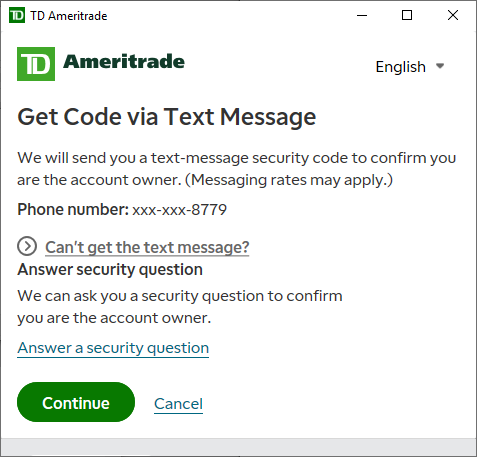 TD Ameritrade
TD Ameritrade
English
Get Code via Text Message
We will send you a text-message security code to confirm you
are the account owner. (Messaging rates may apply.)
Phone number: xxx-xxx-8779
Can't get the text message?
Answer security question
We can ask you a security question to confirm
you are the account owner.
Answer a security question
Continue Cancel